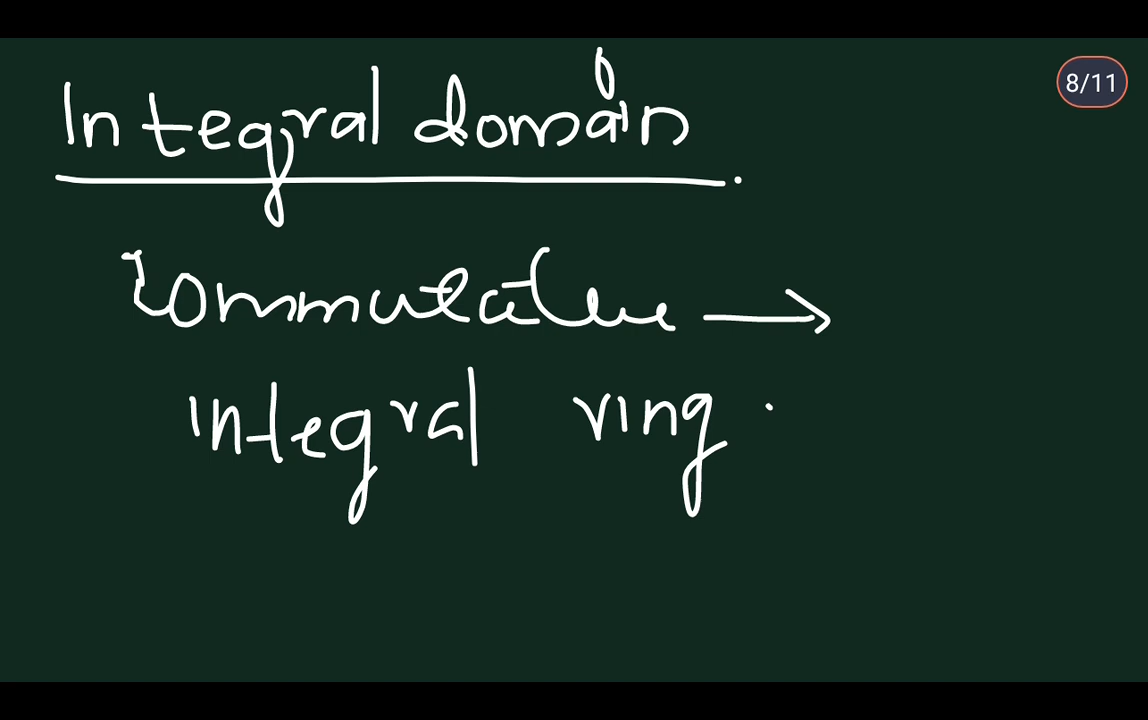 8/11
Integral domain
Commutative →
integral ring